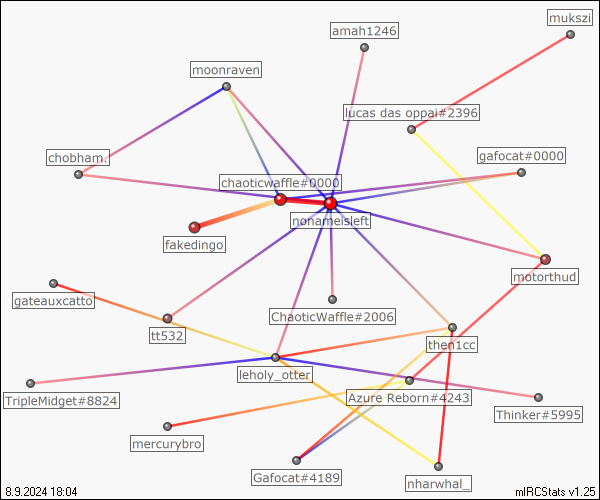 mukszi
amah1246
moonraven
lucas das oppai#2396
gafocat#0000
chobham.
chaoticwaffle#0000
nonameisleft
fakedingo
motorthud
gateauxcatto
ChaoticWaffle#2006
tt532
then1cc
leholy_otter
Azure Reborn#4243
TripleMidget#8824
Thinker#5995
mercurybro
Gafocat#4189
nharwhal_
8.9.2024 18:04
mIRCStats v1.25